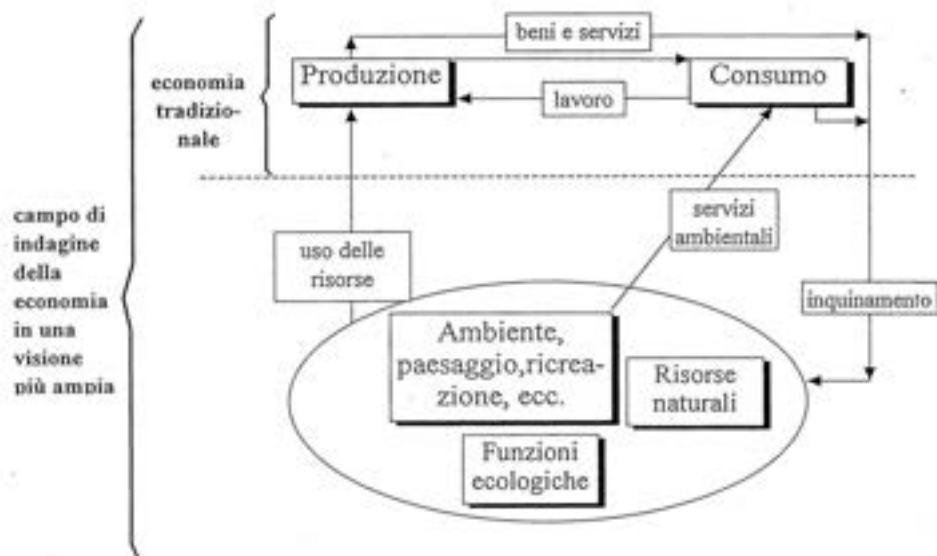 beni e servizi
Produzione
Consumo
lavoro
economia
tradizio-
nale
campo di
indagine
della
economia
in una
visione
più ampia
uso delle
risorse
servizi
ambientali
inquinamento
Ambiente,
paesaggio,ricrea-
zione, ecc.
Risorse
naturali
Funzioni
ecologiche